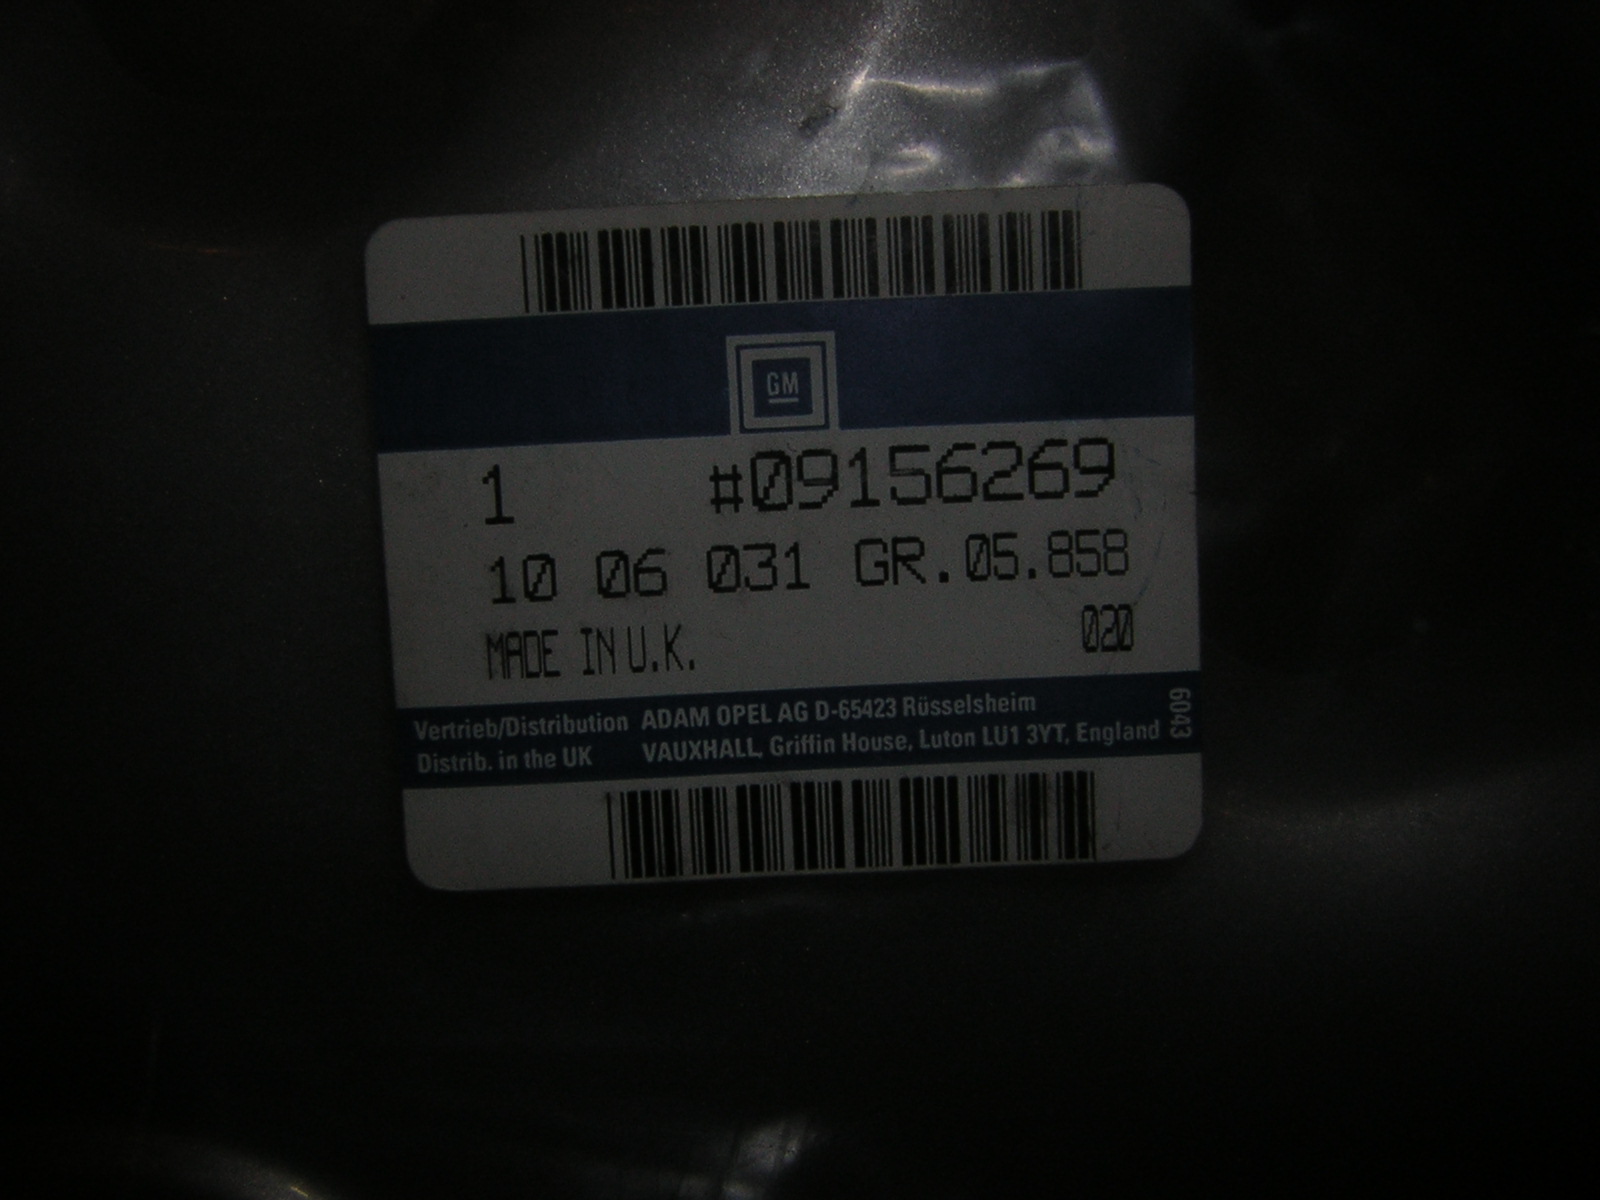 GM
1 #09156269
10 06 031 GR.05.858
MADE IN U.K. 020
Vertrieb/Distribution ADAM OPEL AG D-65423 Rüsselsheim
Distrib. in the UK VAUXHALL, Griffin House, Luton LU1 3YT, England
6043